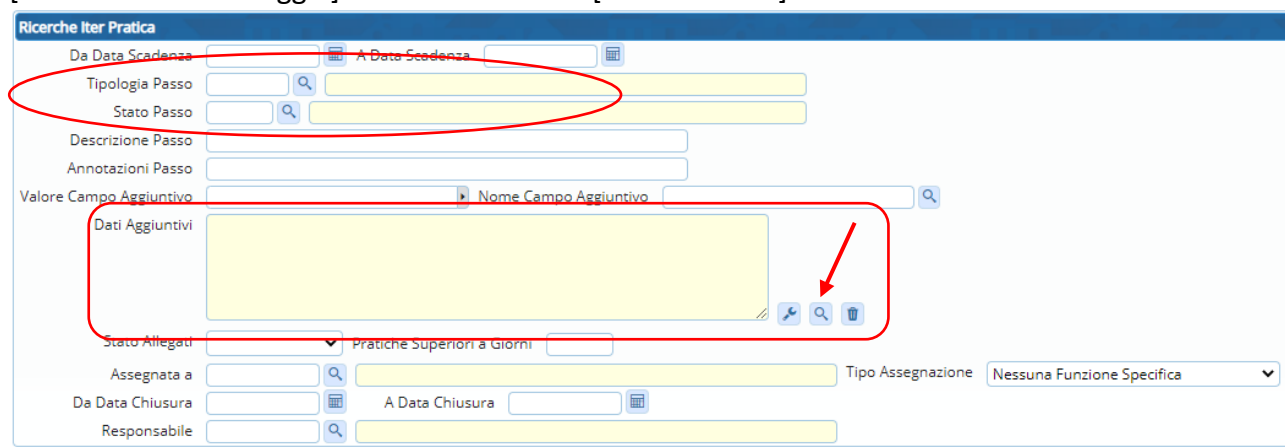 Ricerche Iter Pratica
Da Data Scadenza A Data Scadenza
Tipologia Passo
Stato Passo
Descrizione Passo
Annotazioni Passo
Valore Campo Aggiuntivo Nome Campo Aggiuntivo
Dati Aggiuntivi
Stato Allegati Pratiche Superiori a Giorni
Assegnata a Tipo Assegnazione Nessuna Funzione Specifica
Da Data Chiusura A Data Chiusura
Responsabile